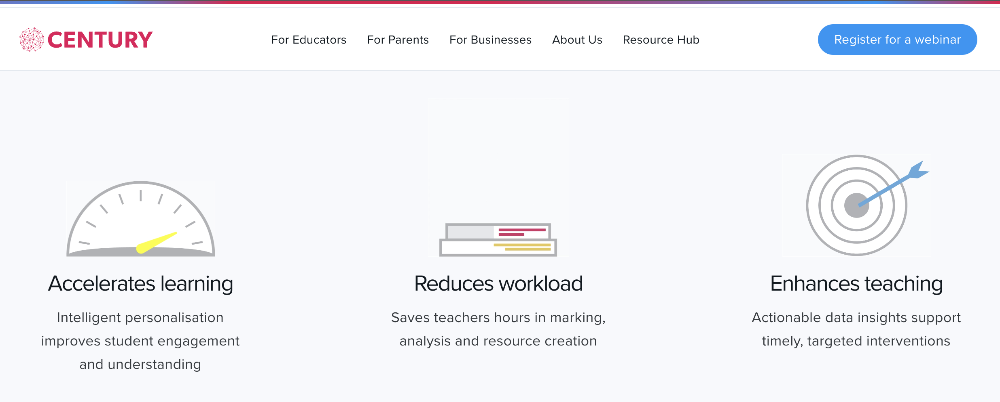 CENTURY
For Educators
For Parents
For Businesses
About Us
Resource Hub
Register for a webinar
Accelerates learning
Intelligent personalisation
improves student engagement
and understanding
Reduces workload
Saves teachers hours in marking,
analysis and resource creation
Enhances teaching
Actionable data insights support
timely, targeted interventions